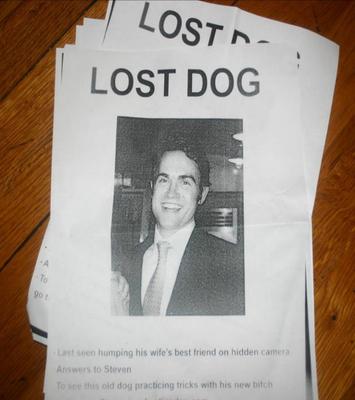 LOST DOG
LOST DOG
- Last seen humping his wife's best friend on hidden camera
Answers to Steven
To see this old dog practicing tricks with his new bitch